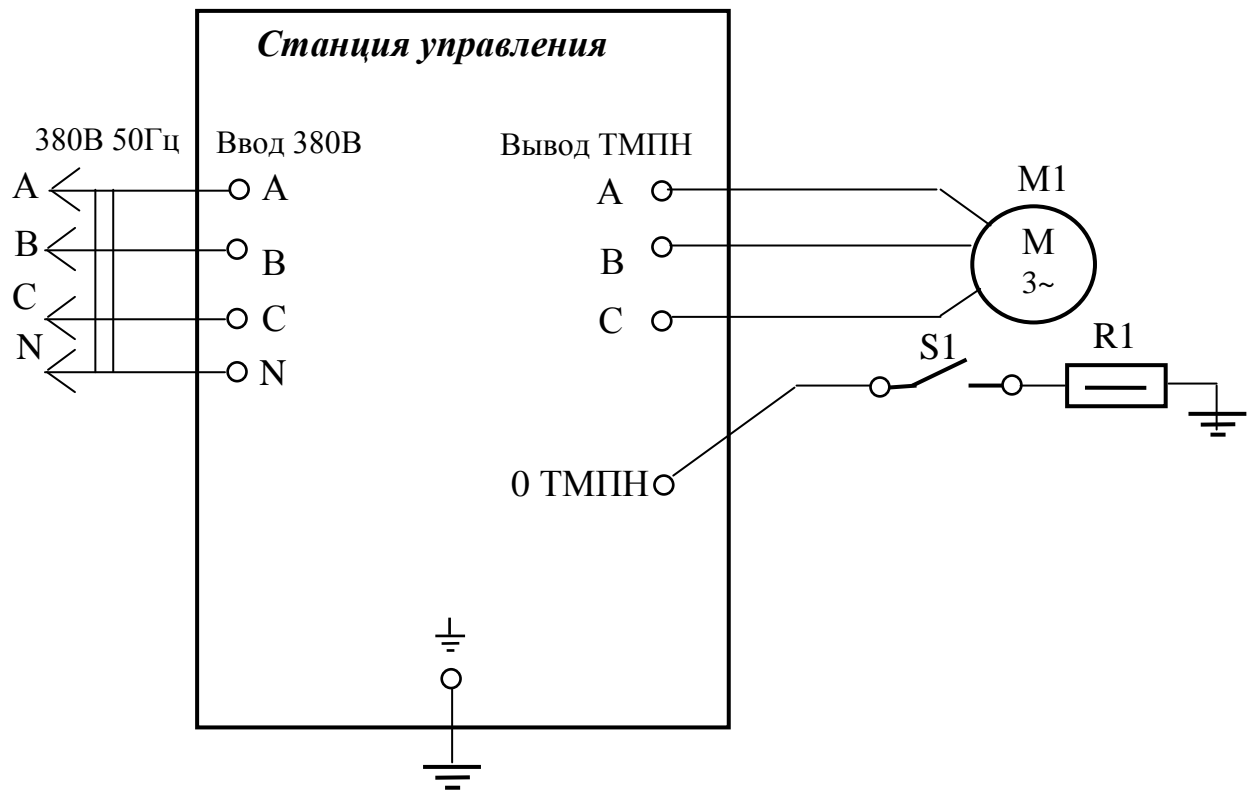 Станция управления
380В 50Гц
Ввод 380В
Вывод ТМПН
A
A
A
B
B
B
C
C
C
N
N
M1
М
3~
S1
R1
0 ТМПН